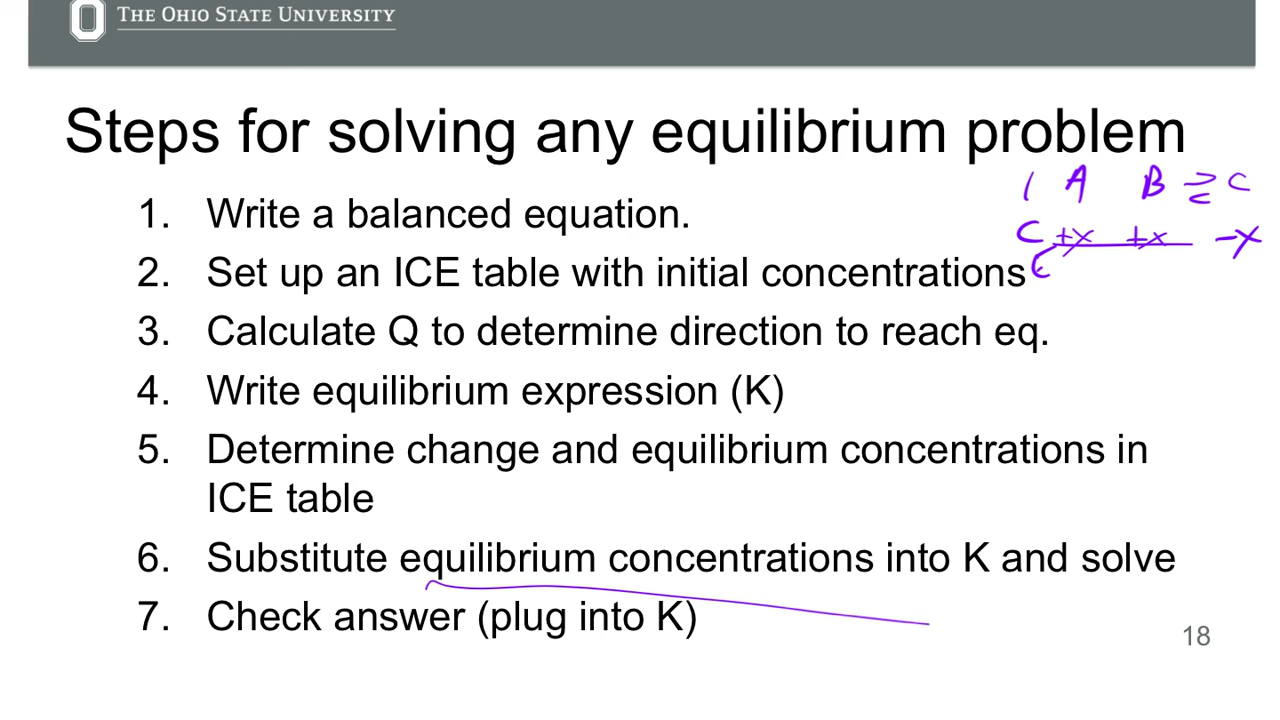 THE OHIO STATE UNIVERSITY
Steps for solving any equilibrium problem
I A B ⇌ C
1. Write a balanced equation.
C +x +x -x
2. Set up an ICE table with initial concentrations
E
3. Calculate Q to determine direction to reach eq.
4. Write equilibrium expression (K)
5. Determine change and equilibrium concentrations in
ICE table
6. Substitute equilibrium concentrations into K and solve
7. Check answer (plug into K)
18